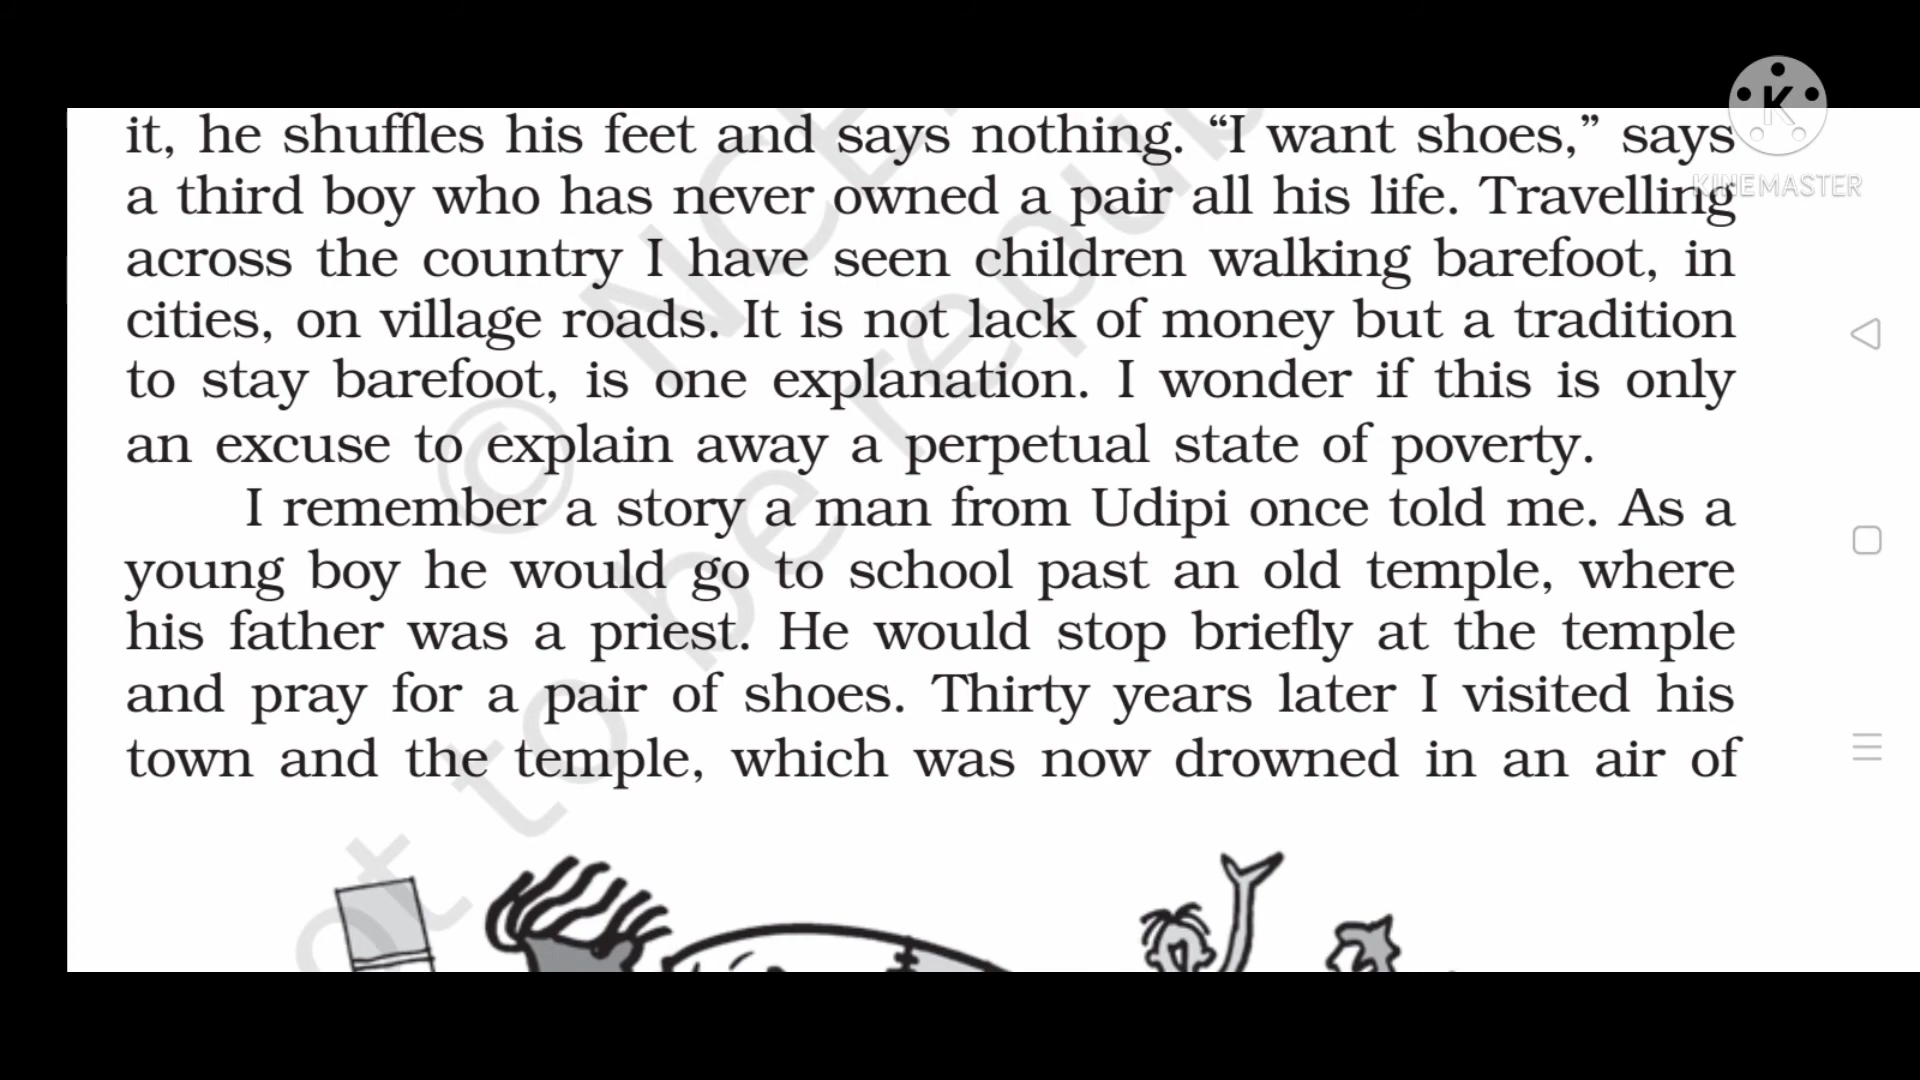 it, he shuffles his feet and says nothing. “I want shoes,” says
a third boy who has never owned a pair all his life. Travelling
across the country I have seen children walking barefoot, in
cities, on village roads. It is not lack of money but a tradition
to stay barefoot, is one explanation. I wonder if this is only
an excuse to explain away a perpetual state of poverty.
I remember a story a man from Udipi once told me. As a
young boy he would go to school past an old temple, where
his father was a priest. He would stop briefly at the temple
and pray for a pair of shoes. Thirty years later I visited his
town and the temple, which was now drowned in an air of
K
KINEMASTER
© NCE
to be repub